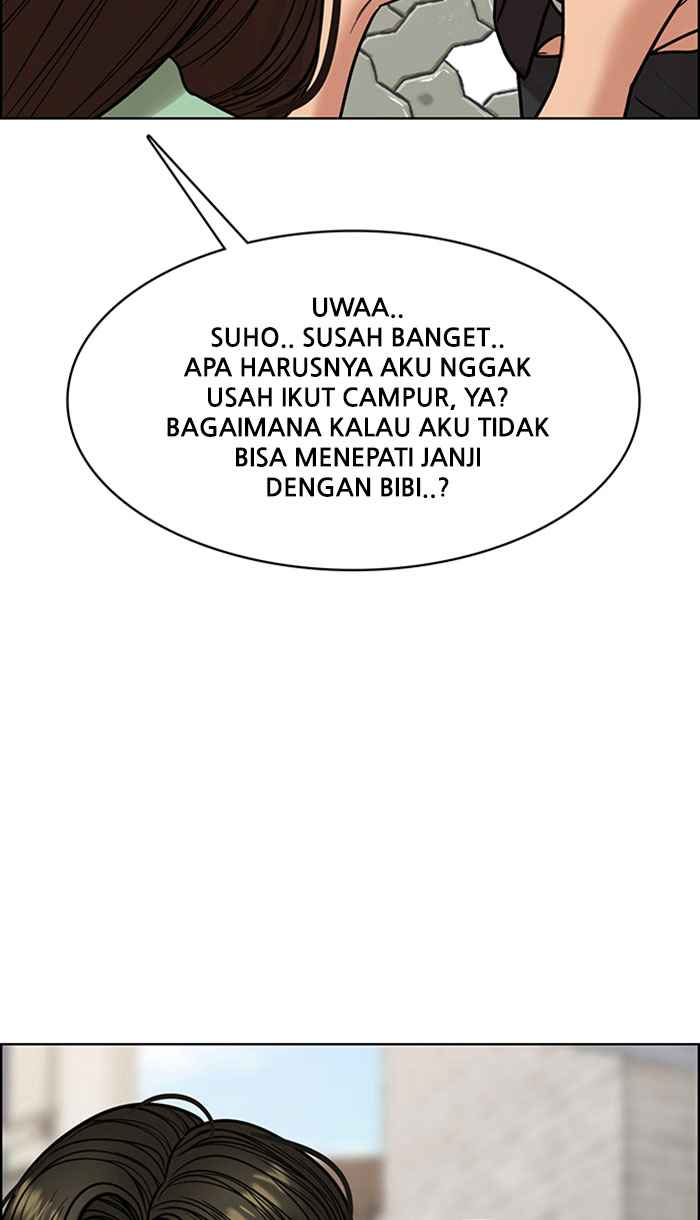 UWAA..
SUHO.. SUSAH BANGET..
APA HARUSNYA AKU NGGAK
USAH IKUT CAMPUR, YA?
BAGAIMANA KALAU AKU TIDAK
BISA MENEPATI JANJI
DENGAN BIBI..?